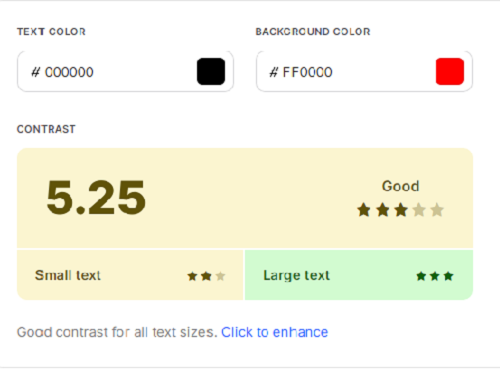 TEXT COLOR
BACKGROUND COLOR
# 000000
# FF0000
CONTRAST
5.25
Good
Small text
Large text
Good contrast for all text sizes. Click to enhance